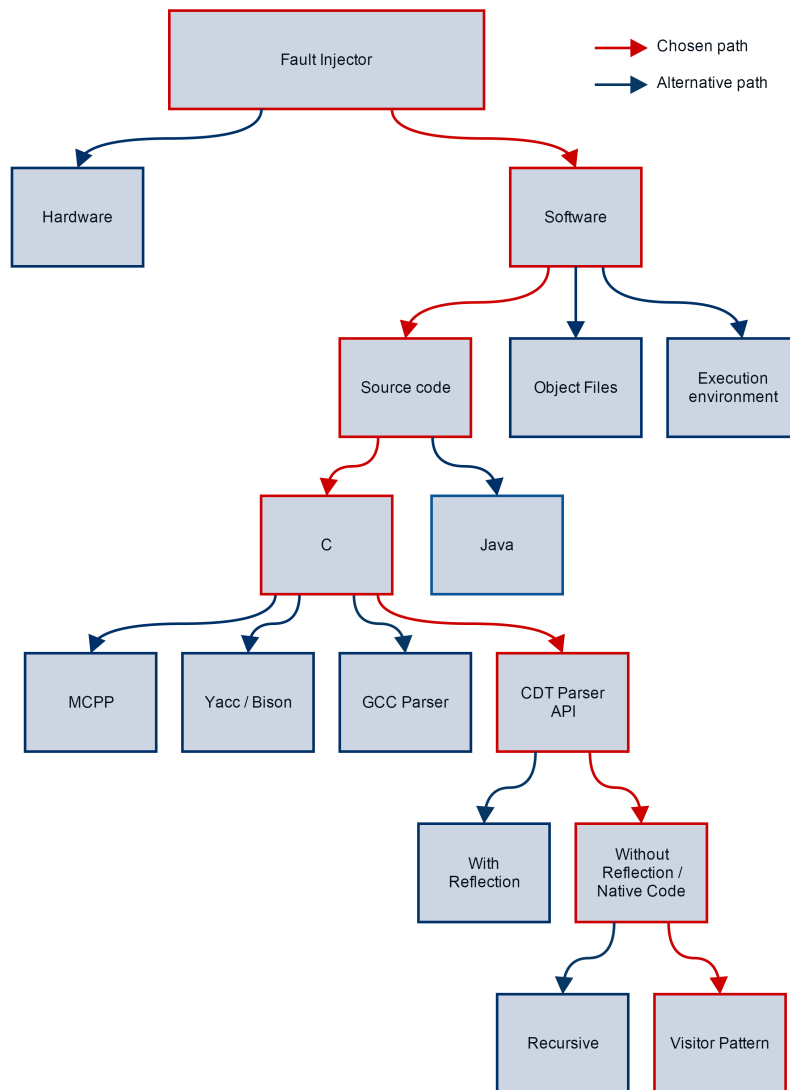 Fault Injector
Chosen path
Alternative path
Hardware
Software
Source code
Object Files
Execution
environment
C
Java
MCPP
Yacc / Bison
GCC Parser
CDT Parser
API
With
Reflection
Without
Reflection /
Native Code
Recursive
Visitor Pattern